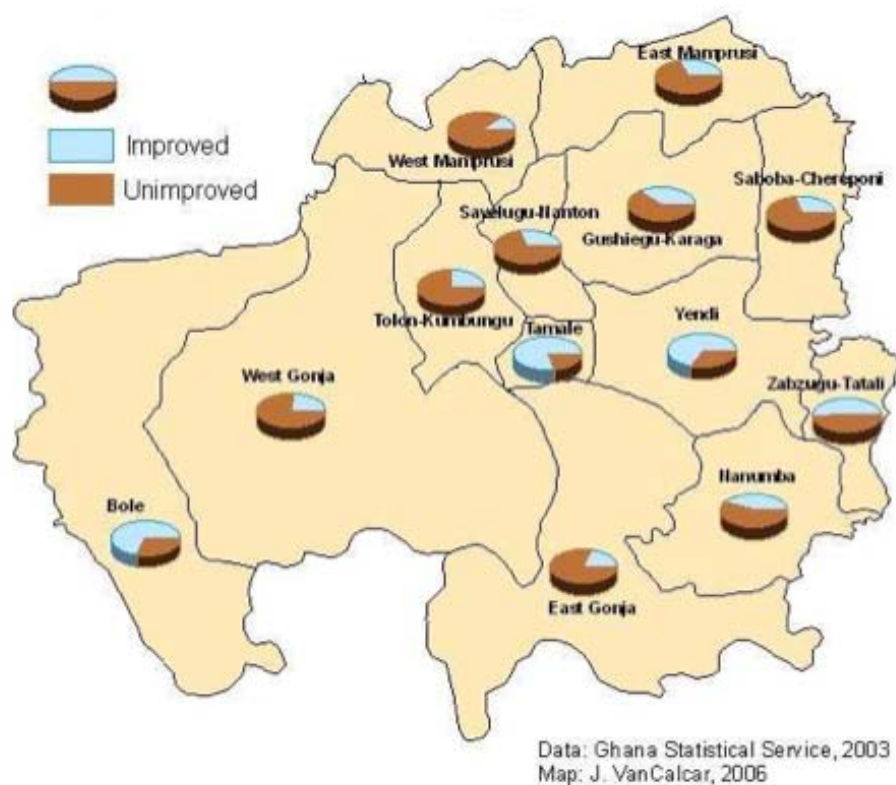 Improved
Unimproved
East Mamprusi
West Mamprusi
Saboba-Chereponi
Savelugu-Nanton
Gushiegu-Karaga
Tolon-Kumbungu
Tamale
Yendi
West Gonja
Zabzugu-Tatali
Nanumba
Bole
East Gonja
Data: Ghana Statistical Service, 2003
Map: J. VanCalcar, 2006